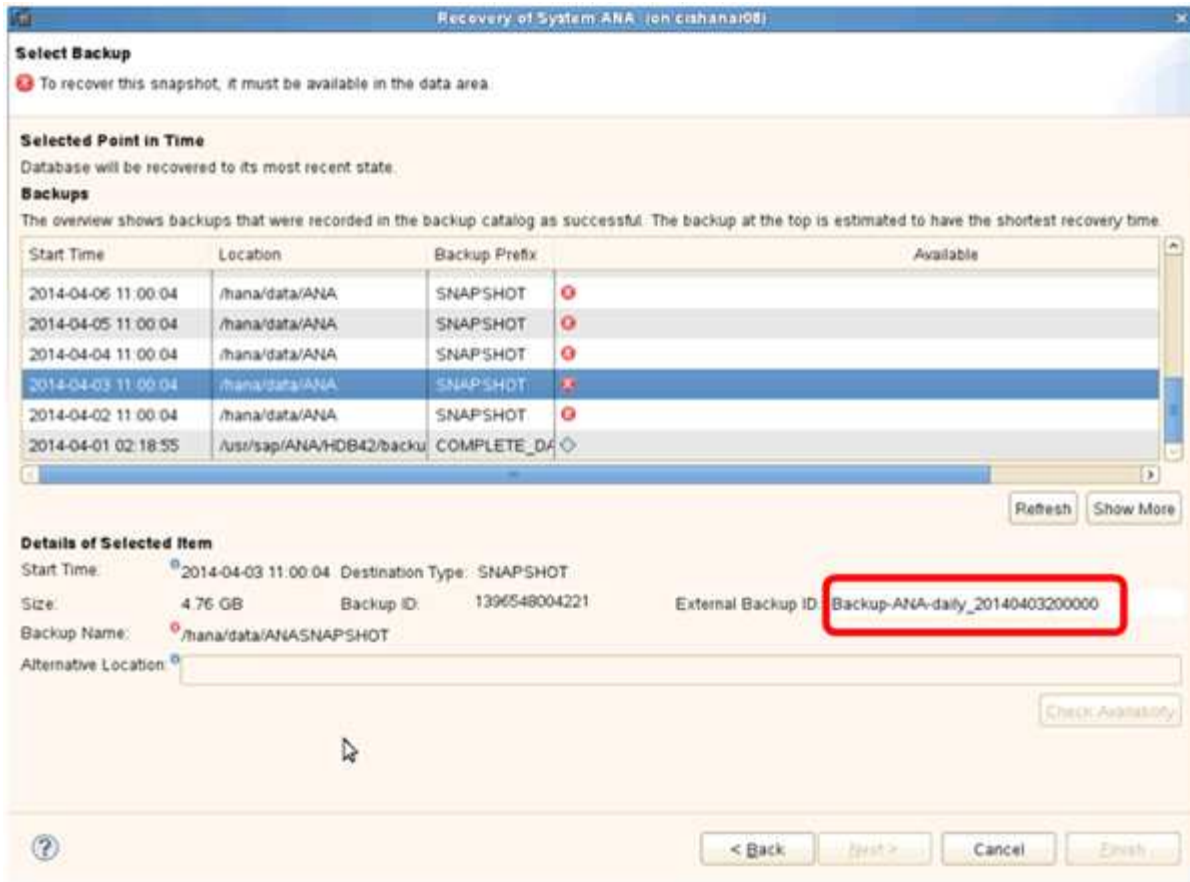 Recovery of System ANA (on cishanar08)
Select Backup
To recover this snapshot, it must be available in the data area.
Selected Point in Time
Database will be recovered to its most recent state.
Backups
The overview shows backups that were recorded in the backup catalog as successful. The backup at the top is estimated to have the shortest recovery time.
Start Time Location Backup Prefix Available
2014-04-06 11:00:04 /hana/data/ANA SNAPSHOT
2014-04-05 11:00:04 /hana/data/ANA SNAPSHOT
2014-04-04 11:00:04 /hana/data/ANA SNAPSHOT
2014-04-03 11:00:04 /hana/data/ANA SNAPSHOT
2014-04-02 11:00:04 /hana/data/ANA SNAPSHOT
2014-04-01 02:18:55 /usr/sap/ANA/HDB42/backu COMPLETE_DA
Refresh Show More
Details of Selected Item
Start Time: 2014-04-03 11:00:04 Destination Type: SNAPSHOT
Size: 4.76 GB Backup ID: 1396548004221 External Backup ID: Backup-ANA-daily_20140403200000
Backup Name: /hana/data/ANASNAPSHOT
Alternative Location:
Check Availability
< Back Next > Cancel Finish